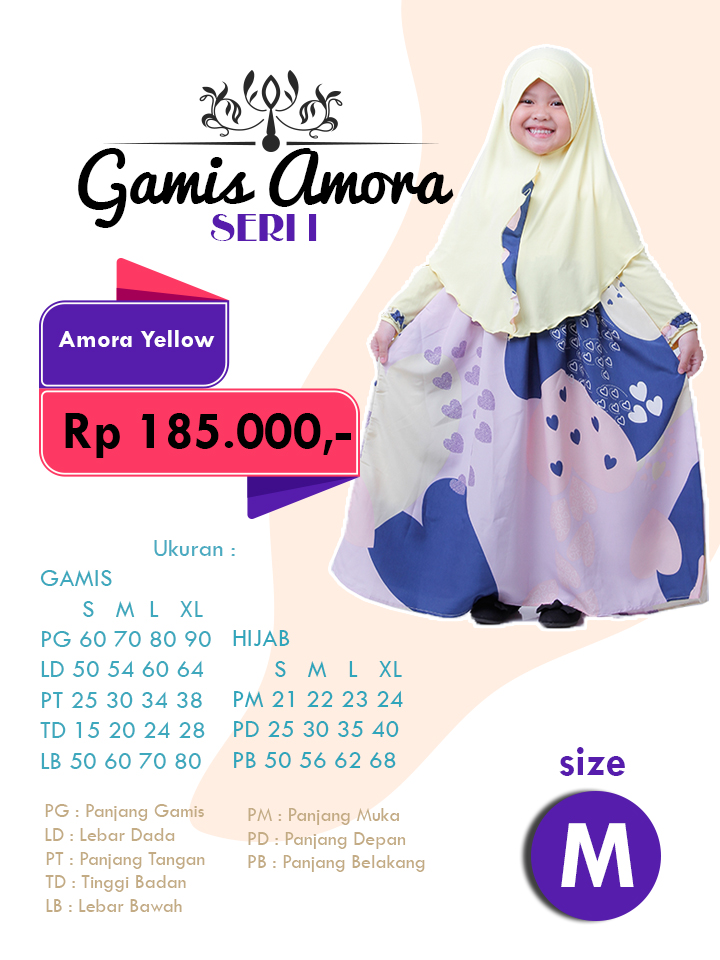 Gamis Amora
SERI I
Amora Yellow
Rp 185.000,-
Ukuran :
GAMIS
S M L XL
PG 60 70 80 90
LD 50 54 60 64
PT 25 30 34 38
TD 15 20 24 28
LB 50 60 70 80
HIJAB
S M L XL
PM 21 22 23 24
PD 25 30 35 40
PB 50 56 62 68
PG : Panjang Gamis
LD : Lebar Dada
PT : Panjang Tangan
TD : Tinggi Badan
LB : Lebar Bawah
PM : Panjang Muka
PD : Panjang Depan
PB : Panjang Belakang
size
M